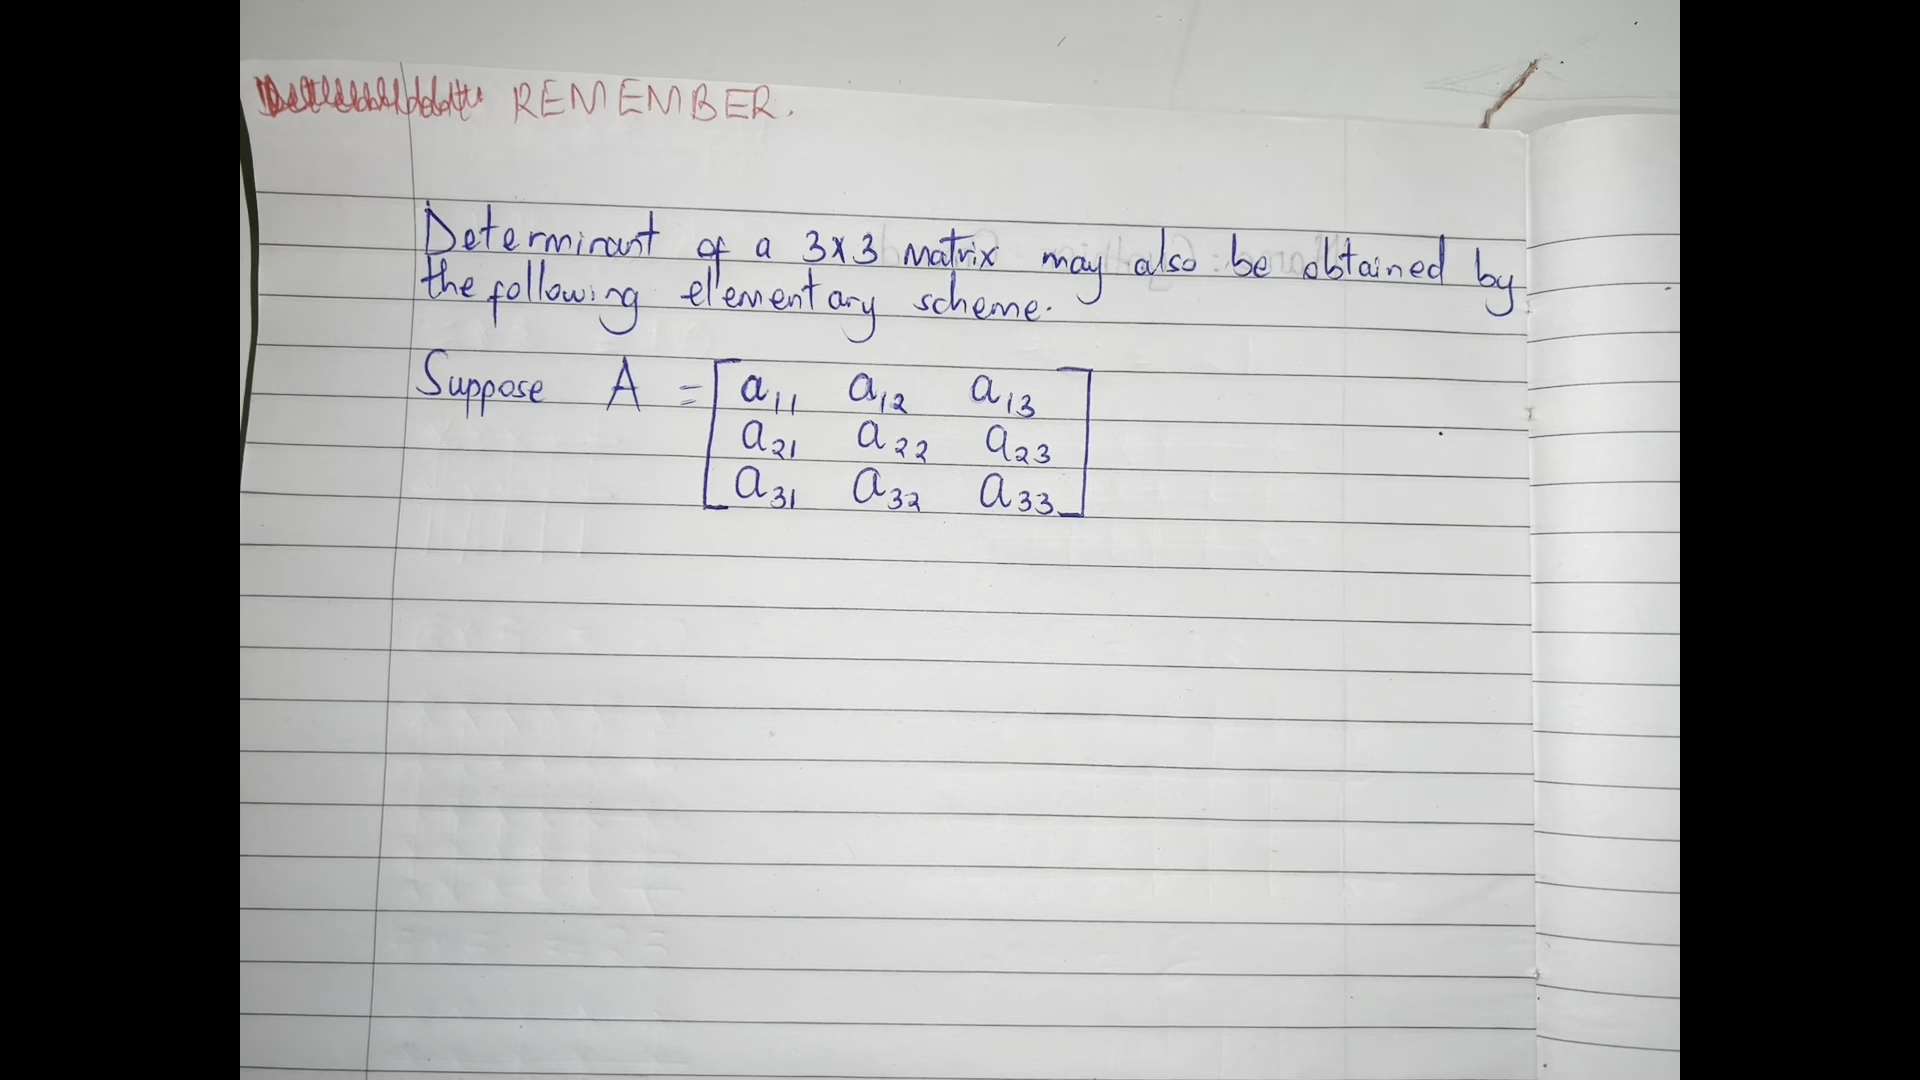 REMEMBER.
Determinant of a 3x3 matrix may also be obtained by
the following elementary scheme.
Suppose A = [ a11 a12 a13
a21 a22 a23
a31 a32 a33 ]